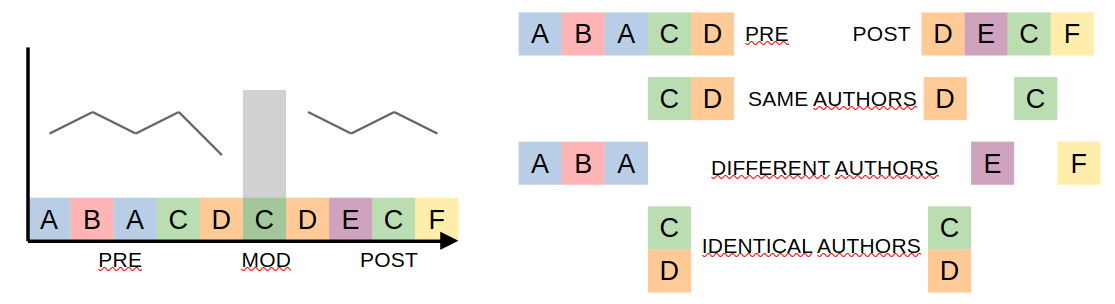 A B A C D C D E C F
PRE MOD POST
A B A C D PRE POST D E C F
C D SAME AUTHORS D C
A B A DIFFERENT AUTHORS E F
C C
IDENTICAL AUTHORS
D D